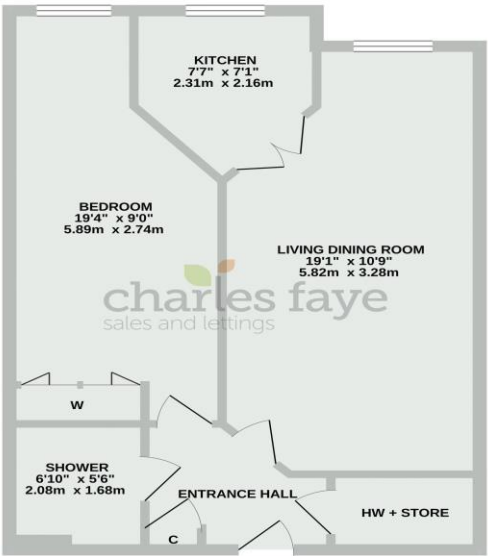 KITCHEN
7'7" x 7'1"
2.31m x 2.16m
BEDROOM
19'4" x 9'0"
5.89m x 2.74m
LIVING DINING ROOM
19'1" x 10'9"
5.82m x 3.28m
charles faye
sales and lettings
W
SHOWER
6'10" x 5'6"
2.08m x 1.68m
ENTRANCE HALL
HW + STORE
C